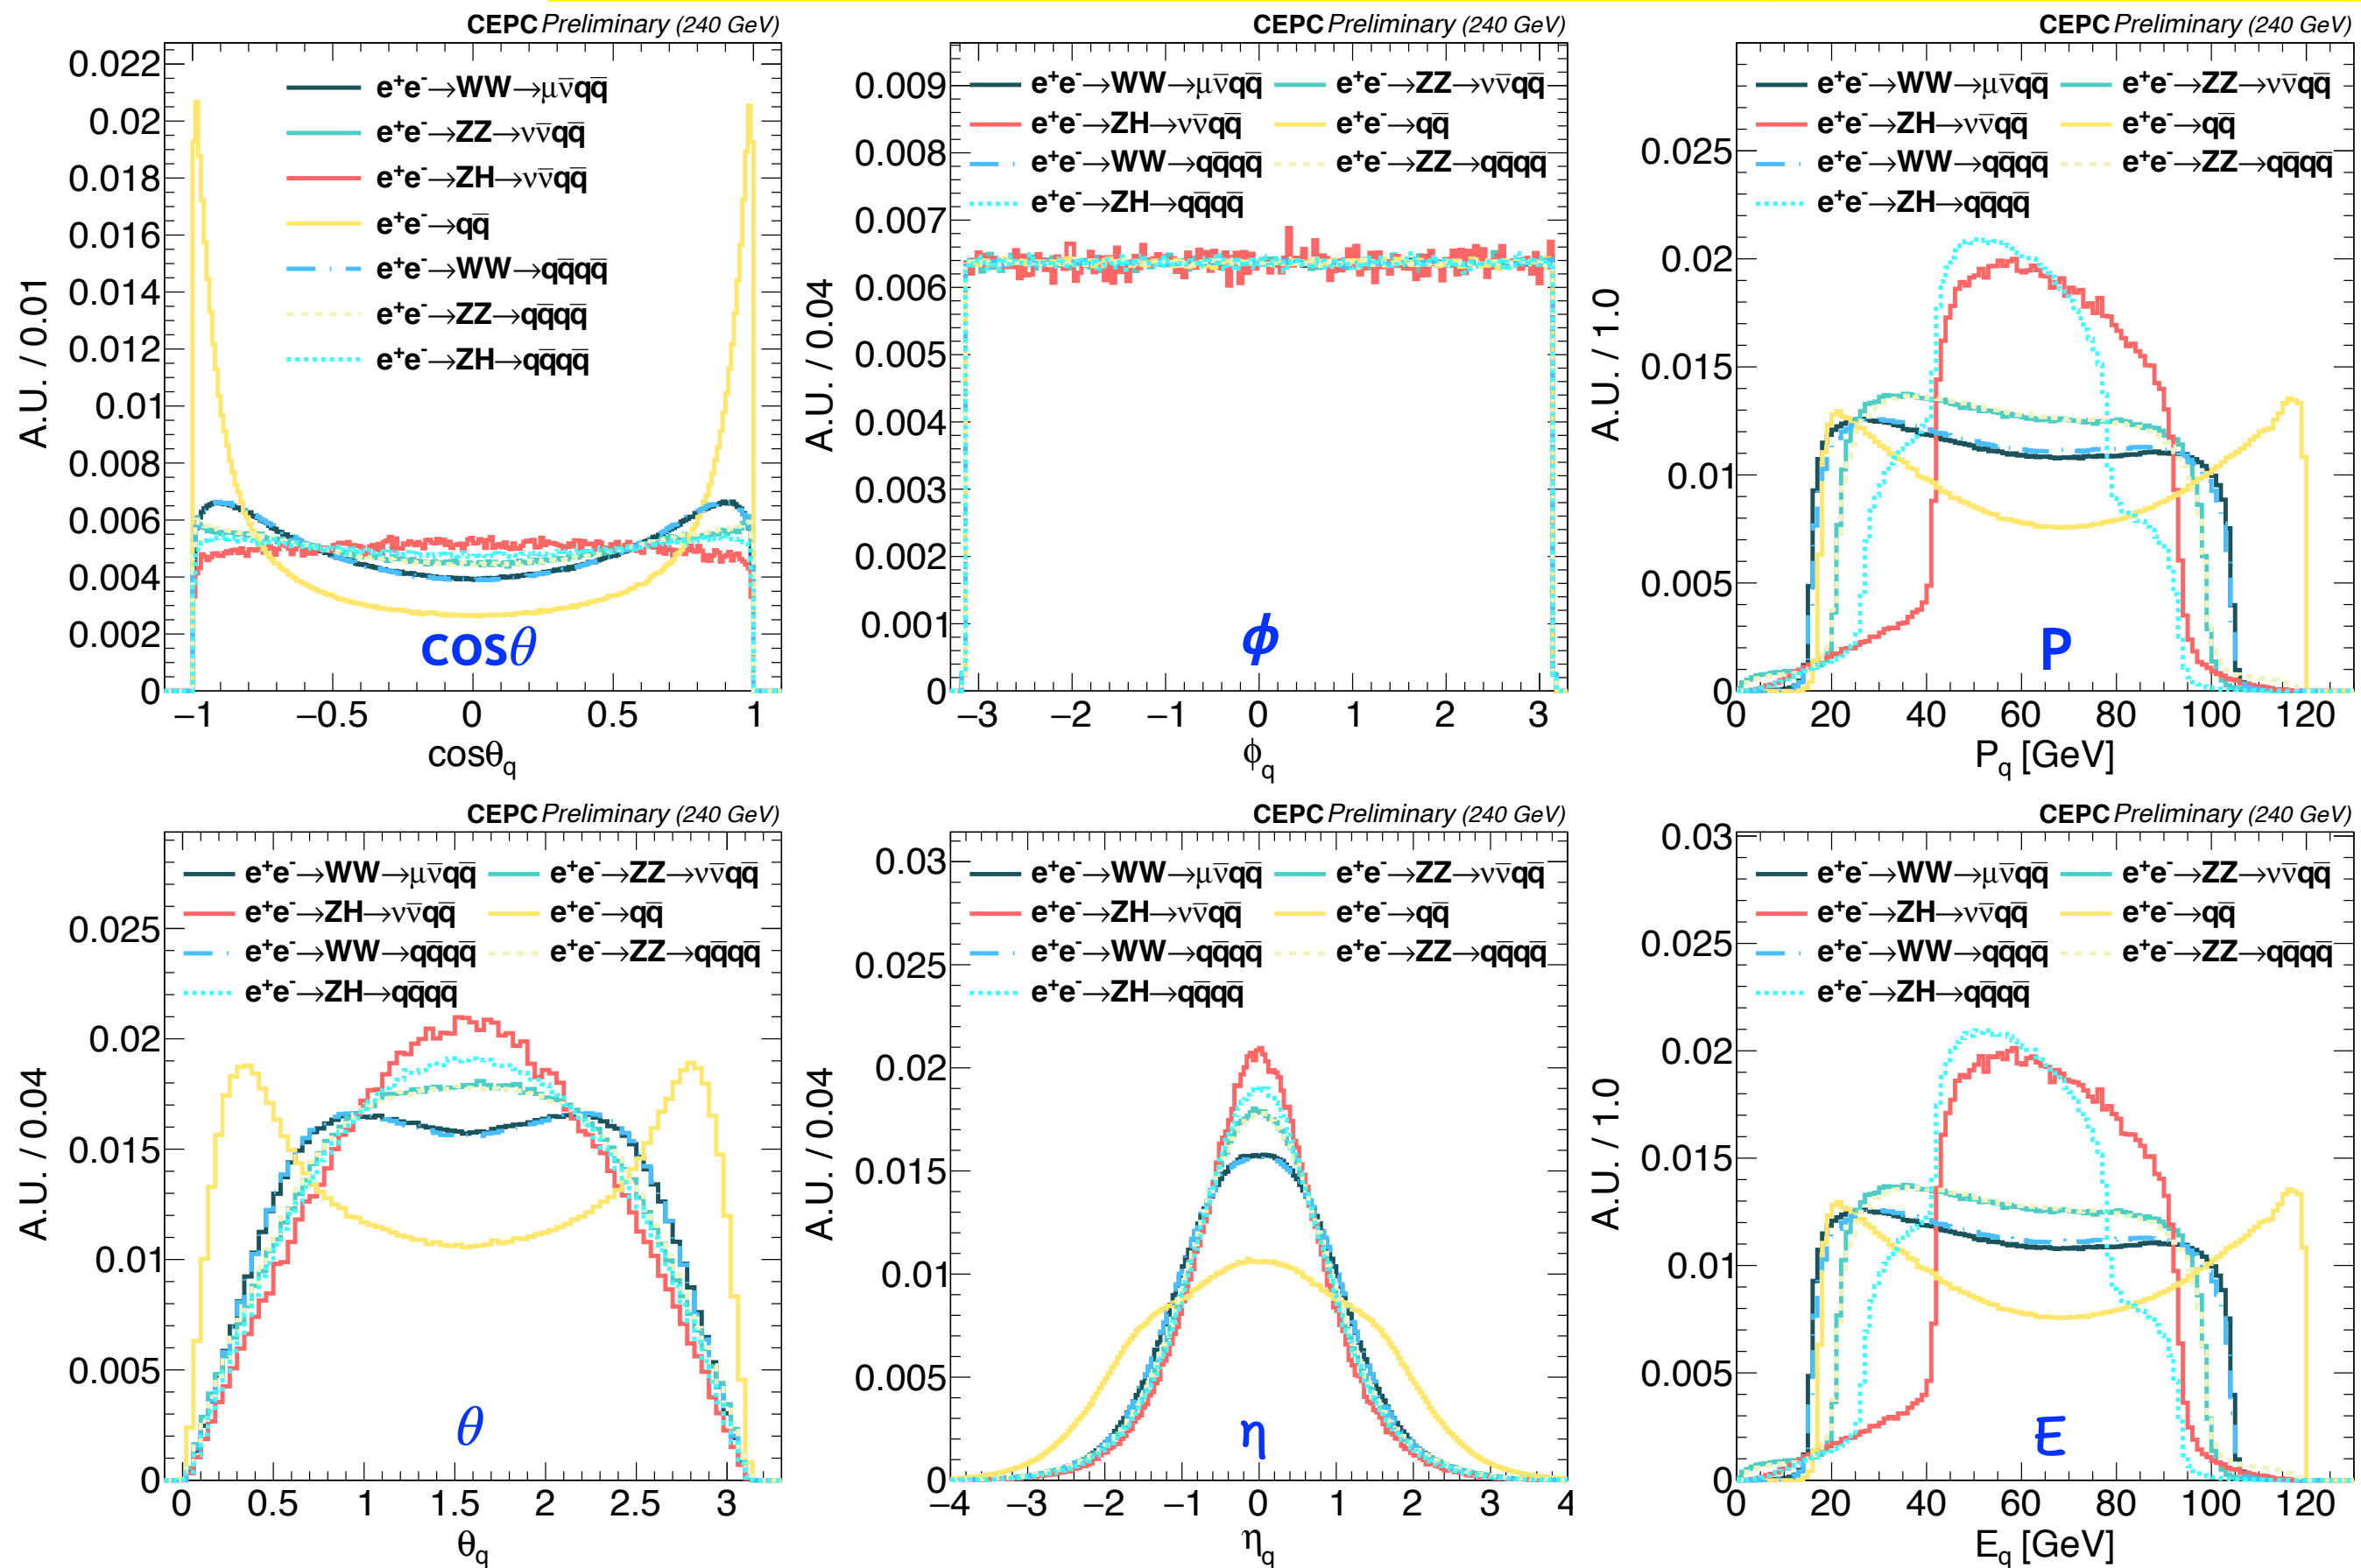 CEPC Preliminary (240 GeV)
A.U. / 0.01
0.022
0.02
0.018
0.016
0.014
0.012
0.01
0.008
0.006
0.004
0.002
0
e⁺e⁻→WW→μν̄qq̄
e⁺e⁻→ZZ→νν̄qq̄
e⁺e⁻→ZH→νν̄qq̄
e⁺e⁻→qq̄
e⁺e⁻→WW→qq̄qq̄
e⁺e⁻→ZZ→qq̄qq̄
e⁺e⁻→ZH→qq̄qq̄
cosθ
−1 −0.5 0 0.5 1
cosθq
CEPC Preliminary (240 GeV)
A.U. / 0.04
0.009
0.008
0.007
0.006
0.005
0.004
0.003
0.002
0.001
0
e⁺e⁻→WW→μν̄qq̄ e⁺e⁻→ZZ→νν̄qq̄
e⁺e⁻→ZH→νν̄qq̄ e⁺e⁻→qq̄
e⁺e⁻→WW→qq̄qq̄ e⁺e⁻→ZZ→qq̄qq̄
e⁺e⁻→ZH→qq̄qq̄
ϕ
−3 −2 −1 0 1 2 3
ϕq
CEPC Preliminary (240 GeV)
A.U. / 1.0
0.025
0.02
0.015
0.01
0.005
0
e⁺e⁻→WW→μν̄qq̄ e⁺e⁻→ZZ→νν̄qq̄
e⁺e⁻→ZH→νν̄qq̄ e⁺e⁻→qq̄
e⁺e⁻→WW→qq̄qq̄ e⁺e⁻→ZZ→qq̄qq̄
e⁺e⁻→ZH→qq̄qq̄
P
0 20 40 60 80 100 120
Pq [GeV]
CEPC Preliminary (240 GeV)
A.U. / 0.04
0.025
0.02
0.015
0.01
0.005
0
e⁺e⁻→WW→μν̄qq̄ e⁺e⁻→ZZ→νν̄qq̄
e⁺e⁻→ZH→νν̄qq̄ e⁺e⁻→qq̄
e⁺e⁻→WW→qq̄qq̄ e⁺e⁻→ZZ→qq̄qq̄
e⁺e⁻→ZH→qq̄qq̄
θ
0 0.5 1 1.5 2 2.5 3
θq
CEPC Preliminary (240 GeV)
A.U. / 0.04
0.03
0.025
0.02
0.015
0.01
0.005
0
e⁺e⁻→WW→μν̄qq̄ e⁺e⁻→ZZ→νν̄qq̄
e⁺e⁻→ZH→νν̄qq̄ e⁺e⁻→qq̄
e⁺e⁻→WW→qq̄qq̄ e⁺e⁻→ZZ→qq̄qq̄
e⁺e⁻→ZH→qq̄qq̄
η
−4 −3 −2 −1 0 1 2 3 4
ηq
CEPC Preliminary (240 GeV)
A.U. / 1.0
0.03
0.025
0.02
0.015
0.01
0.005
0
e⁺e⁻→WW→μν̄qq̄ e⁺e⁻→ZZ→νν̄qq̄
e⁺e⁻→ZH→νν̄qq̄ e⁺e⁻→qq̄
e⁺e⁻→WW→qq̄qq̄ e⁺e⁻→ZZ→qq̄qq̄
e⁺e⁻→ZH→qq̄qq̄
E
0 20 40 60 80 100 120
Eq [GeV]